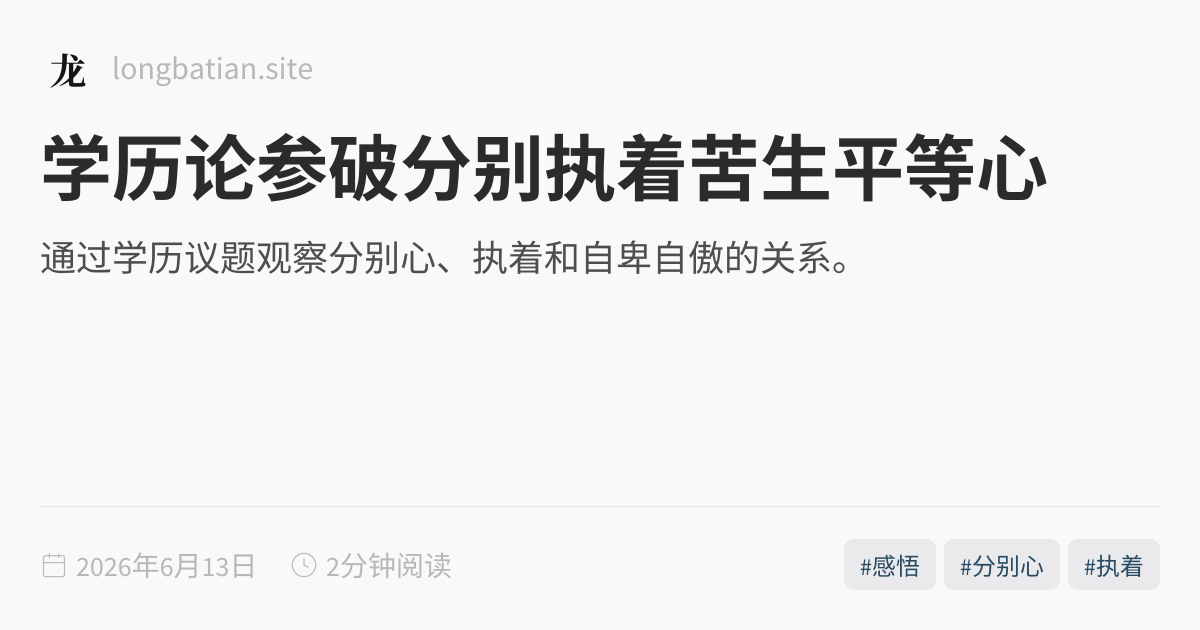 龙 longbatian.site
学历论参破分别执着苦生平等心
通过学历议题观察分别心、执着和自卑自傲的关系。
2026年6月13日 2分钟阅读 #感悟 #分别心 #执着